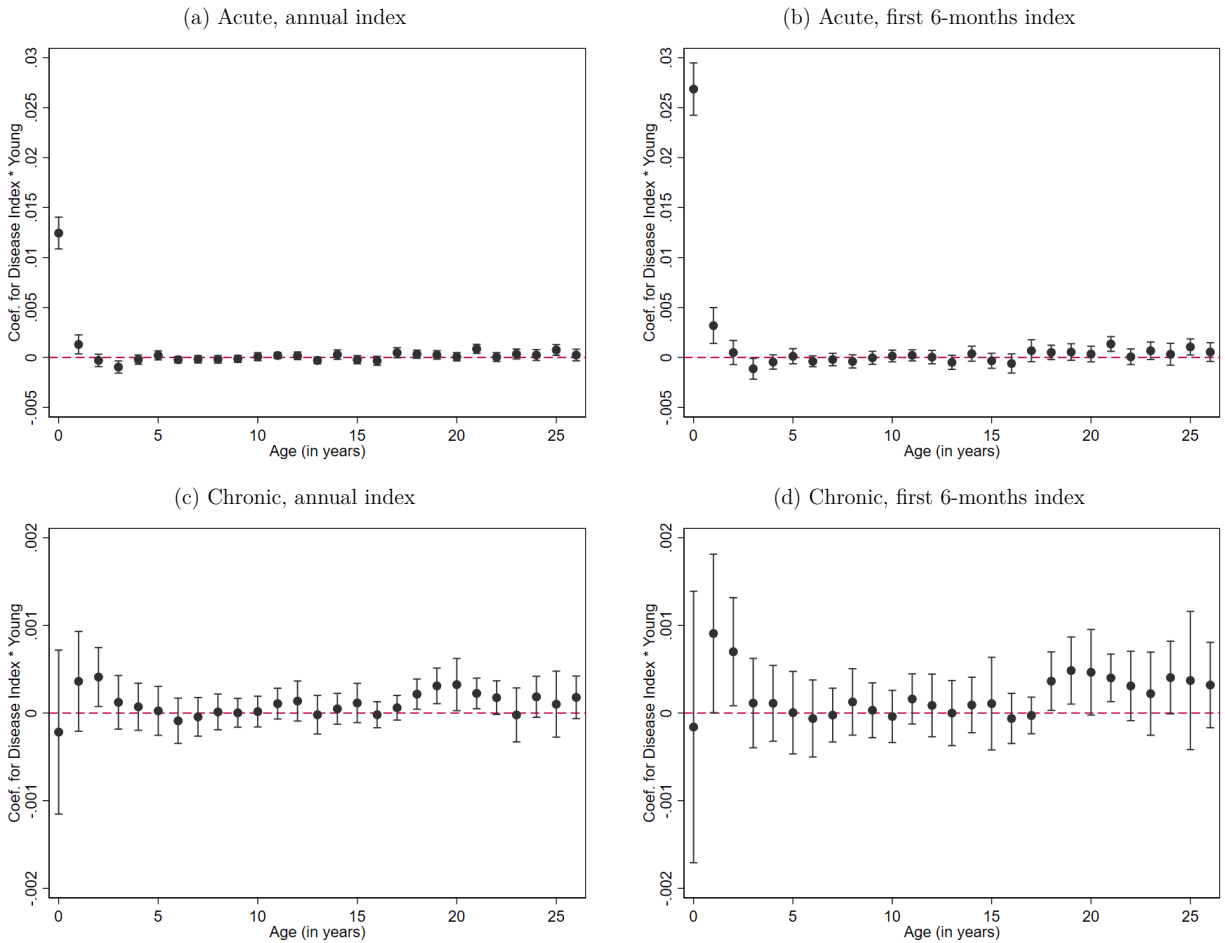 (a) Acute, annual index
Coef. for Disease Index * Young
.03
.025
.02
.015
.01
.005
0
-.005
0 5 10 15 20 25
Age (in years)
(b) Acute, first 6-months index
Coef. for Disease Index * Young
.03
.025
.02
.015
.01
.005
0
-.005
0 5 10 15 20 25
Age (in years)
(c) Chronic, annual index
Coef. for Disease Index * Young
.002
.001
0
-.001
-.002
0 5 10 15 20 25
Age (in years)
(d) Chronic, first 6-months index
Coef. for Disease Index * Young
.002
.001
0
-.001
-.002
0 5 10 15 20 25
Age (in years)